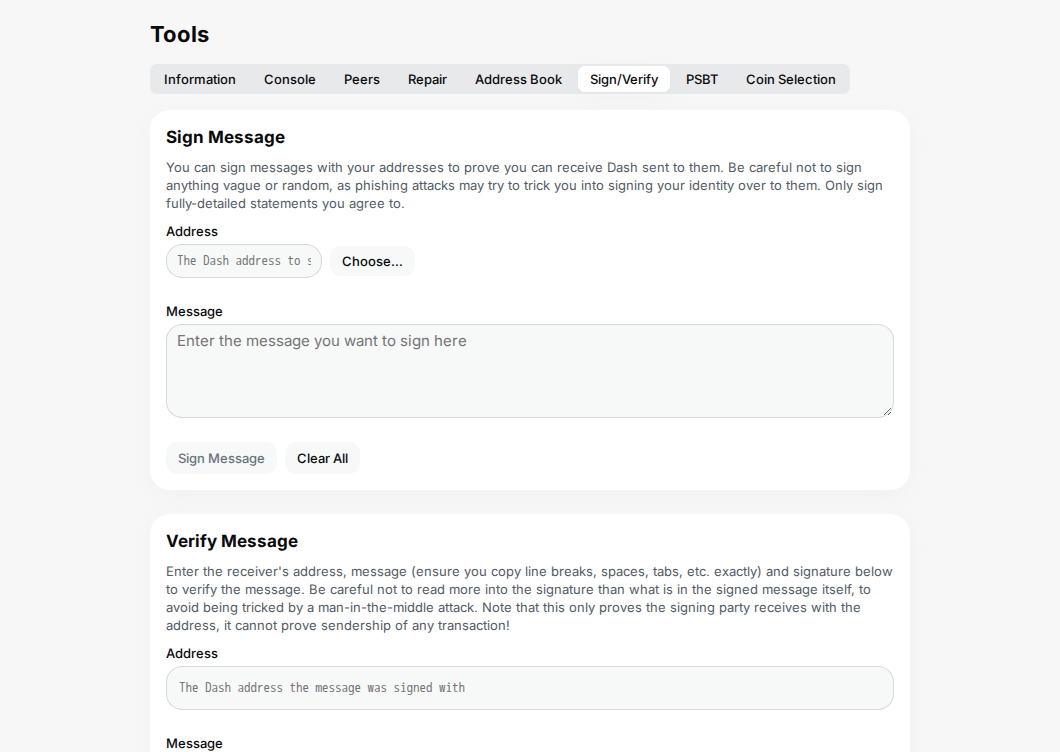 Tools
Information Console Peers Repair Address Book Sign/Verify PSBT Coin Selection
Sign Message
You can sign messages with your addresses to prove you can receive Dash sent to them. Be careful not to sign
anything vague or random, as phishing attacks may try to trick you into signing your identity over to them. Only sign
fully-detailed statements you agree to.
Address
The Dash address to s Choose...
Message
Enter the message you want to sign here
Sign Message Clear All
Verify Message
Enter the receiver's address, message (ensure you copy line breaks, spaces, tabs, etc. exactly) and signature below
to verify the message. Be careful not to read more into the signature than what is in the signed message itself, to
avoid being tricked by a man-in-the-middle attack. Note that this only proves the signing party receives with the
address, it cannot prove sendership of any transaction!
Address
The Dash address the message was signed with
Message